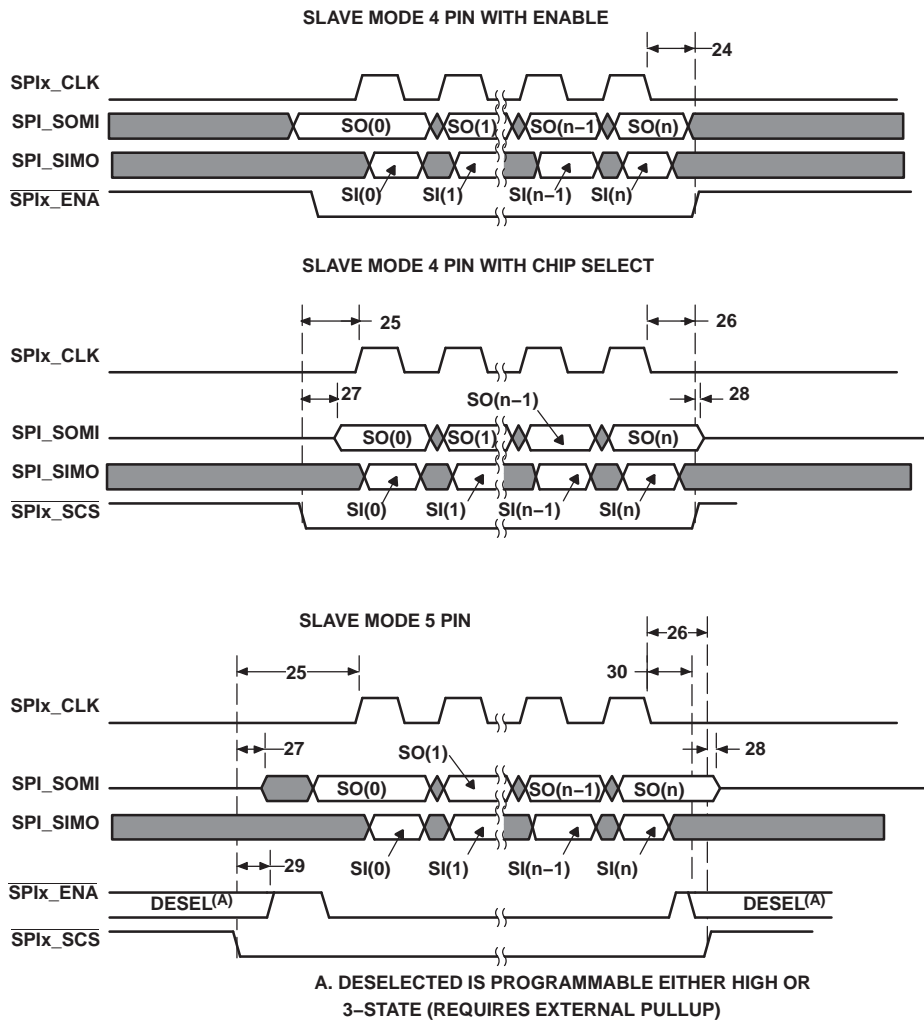 SLAVE MODE 4 PIN WITH ENABLE
24
SPIx_CLK
SPI_SOMI
SO(0)
SO(1)
SO(n−1)
SO(n)
SPI_SIMO
SI(0)
SI(1)
SI(n−1)
SI(n)
SPIx_ENA
SLAVE MODE 4 PIN WITH CHIP SELECT
25
26
SPIx_CLK
27
SO(n−1)
28
SPI_SOMI
SO(0)
SO(1)
SO(n)
SPI_SIMO
SI(0)
SI(1)
SI(n−1)
SI(n)
SPIx_SCS
SLAVE MODE 5 PIN
26
25
30
SPIx_CLK
27
SO(1)
28
SPI_SOMI
SO(0)
SO(n−1)
SO(n)
SPI_SIMO
29
SI(0)
SI(1)
SI(n−1)
SI(n)
SPIx_ENA
DESEL(A)
DESEL(A)
SPIx_SCS
A. DESELECTED IS PROGRAMMABLE EITHER HIGH OR
3−STATE (REQUIRES EXTERNAL PULLUP)